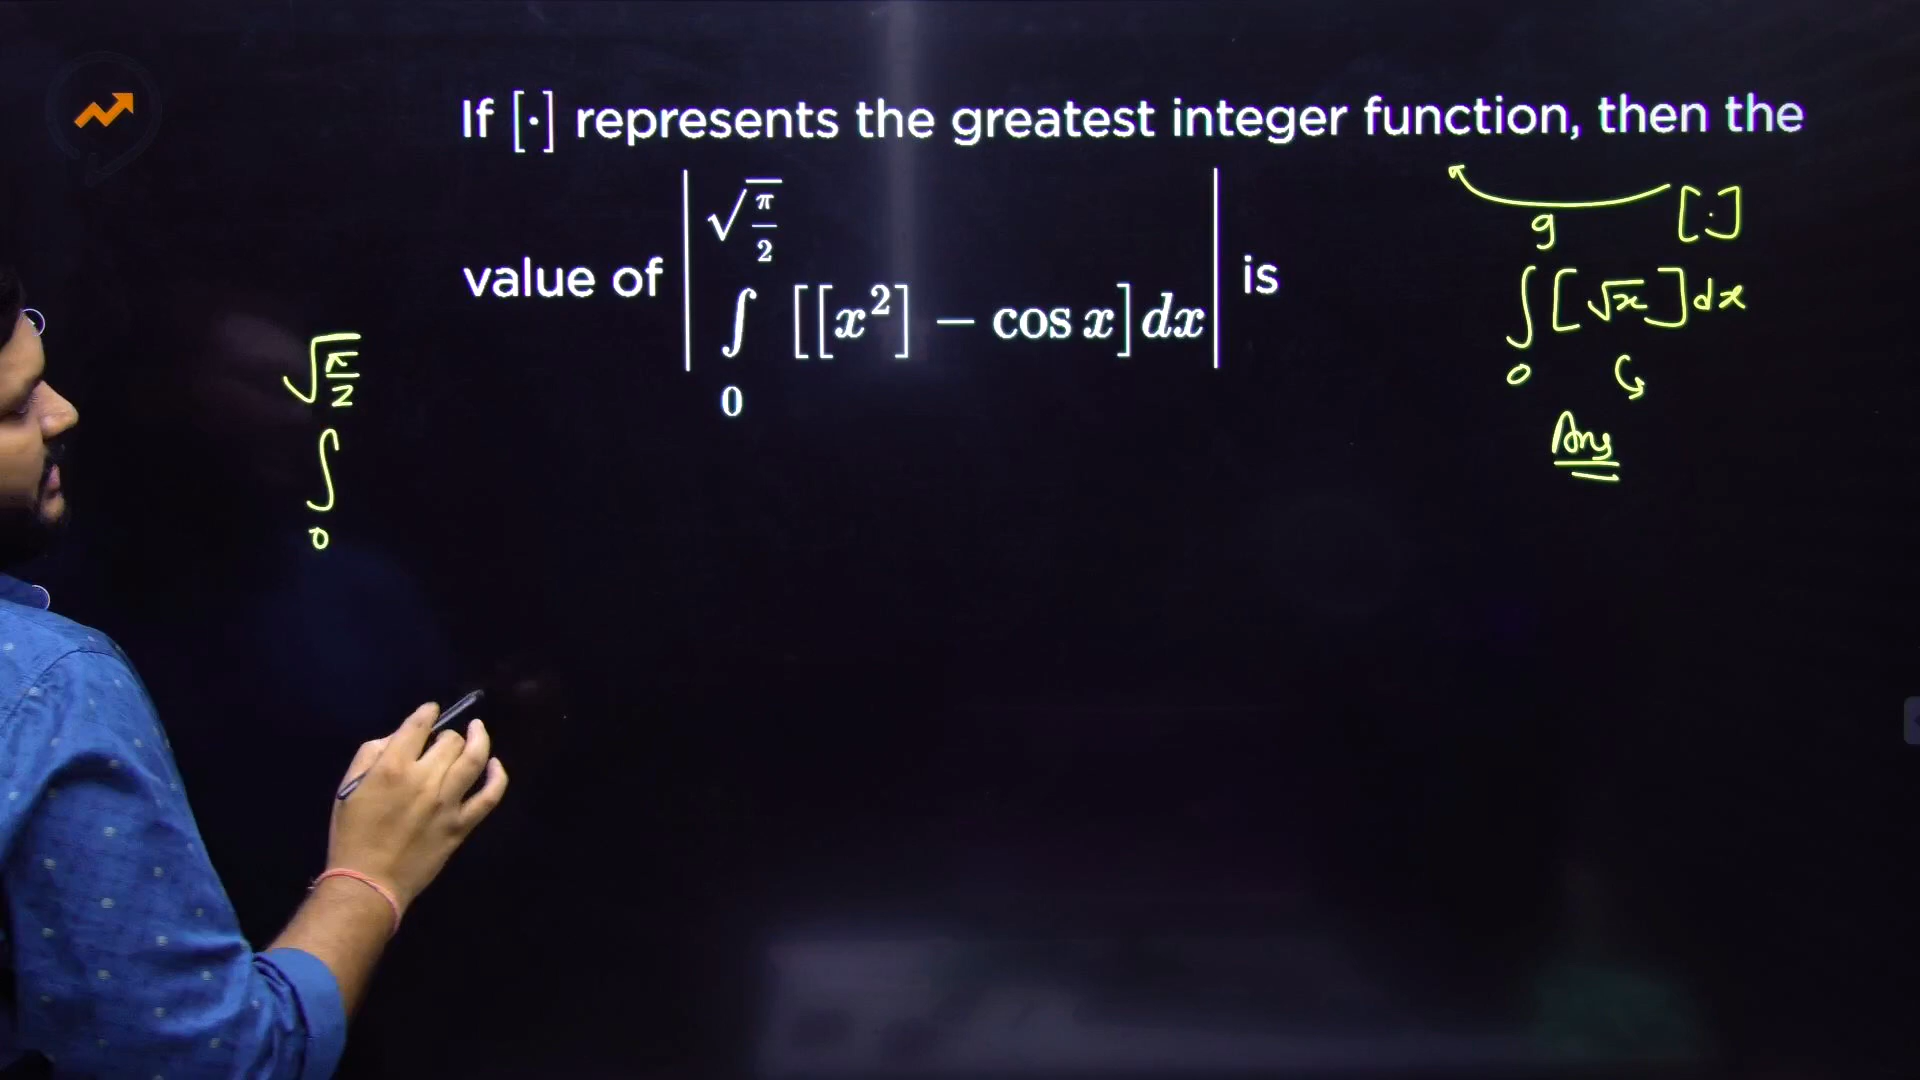 If [·] represents the greatest integer function, then the
value of | ∫₀^√(π/2) [[x²] − cos x] dx | is
√(π/2)
∫
0
[·]
g
∫ [√x] dx
0
Ans